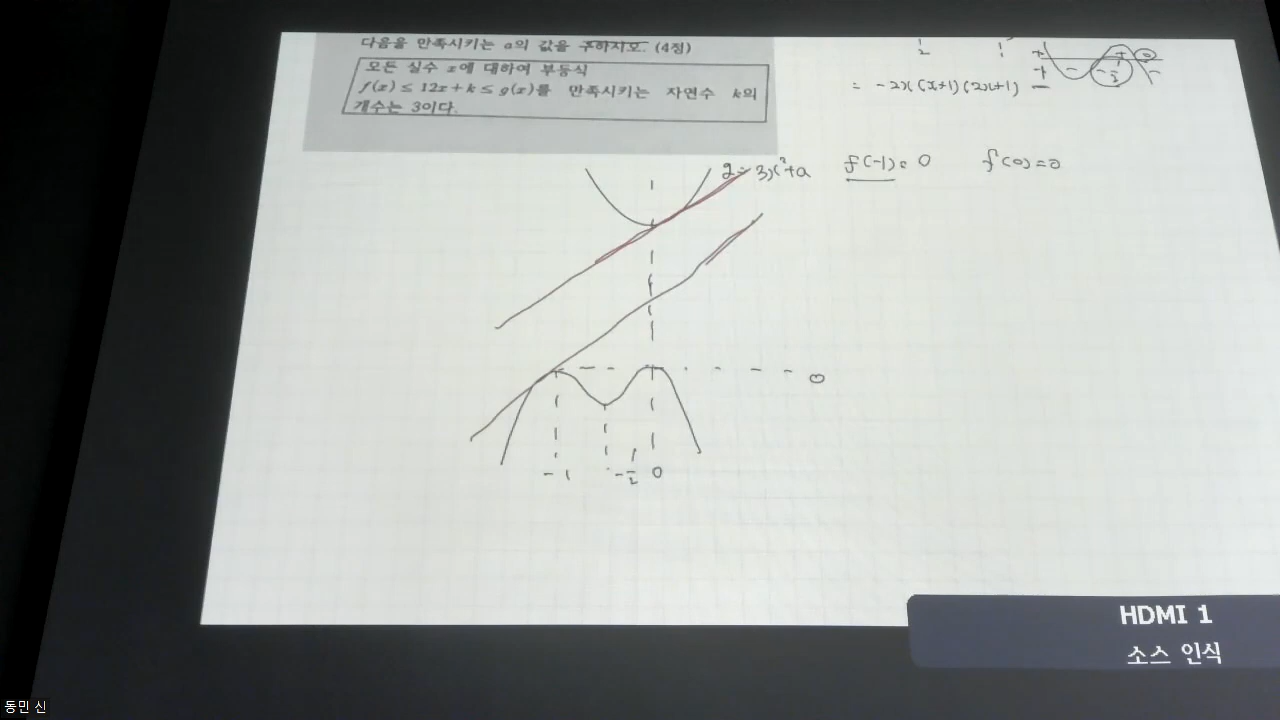 다음을 만족시키는 a의 값을 구하시오. (4점)
모든 실수 x에 대하여 부등식
f(x) ≤ 12x + k ≤ g(x)를 만족시키는 자연수 k의
개수는 3이다.
= -2x(x+1)(2x+1)
3x²+a
f(-1)= 0
f(0)=0
0
-1
-1/2
0
HDMI 1
소스 인식
동민 신